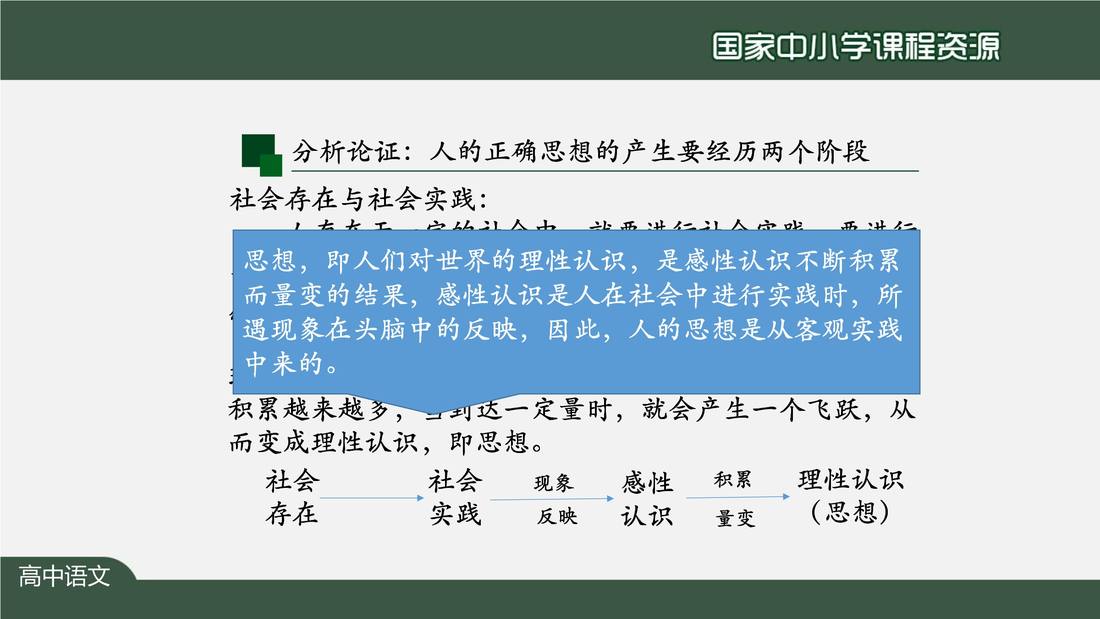 国家中小学课程资源
分析论证：人的正确思想的产生要经历两个阶段
社会存在与社会实践：
思想，即人们对世界的理性认识，是感性认识不断积累
而量变的结果，感性认识是人在社会中进行实践时，所
遇现象在头脑中的反映，因此，人的思想是从客观实践
中来的。
积累越来越多，当到达一定量时，就会产生一个飞跃，从
而变成理性认识，即思想。
社会
存在
社会
实践
现象
反映
感性
认识
积累
量变
理性认识
（思想）
高中语文